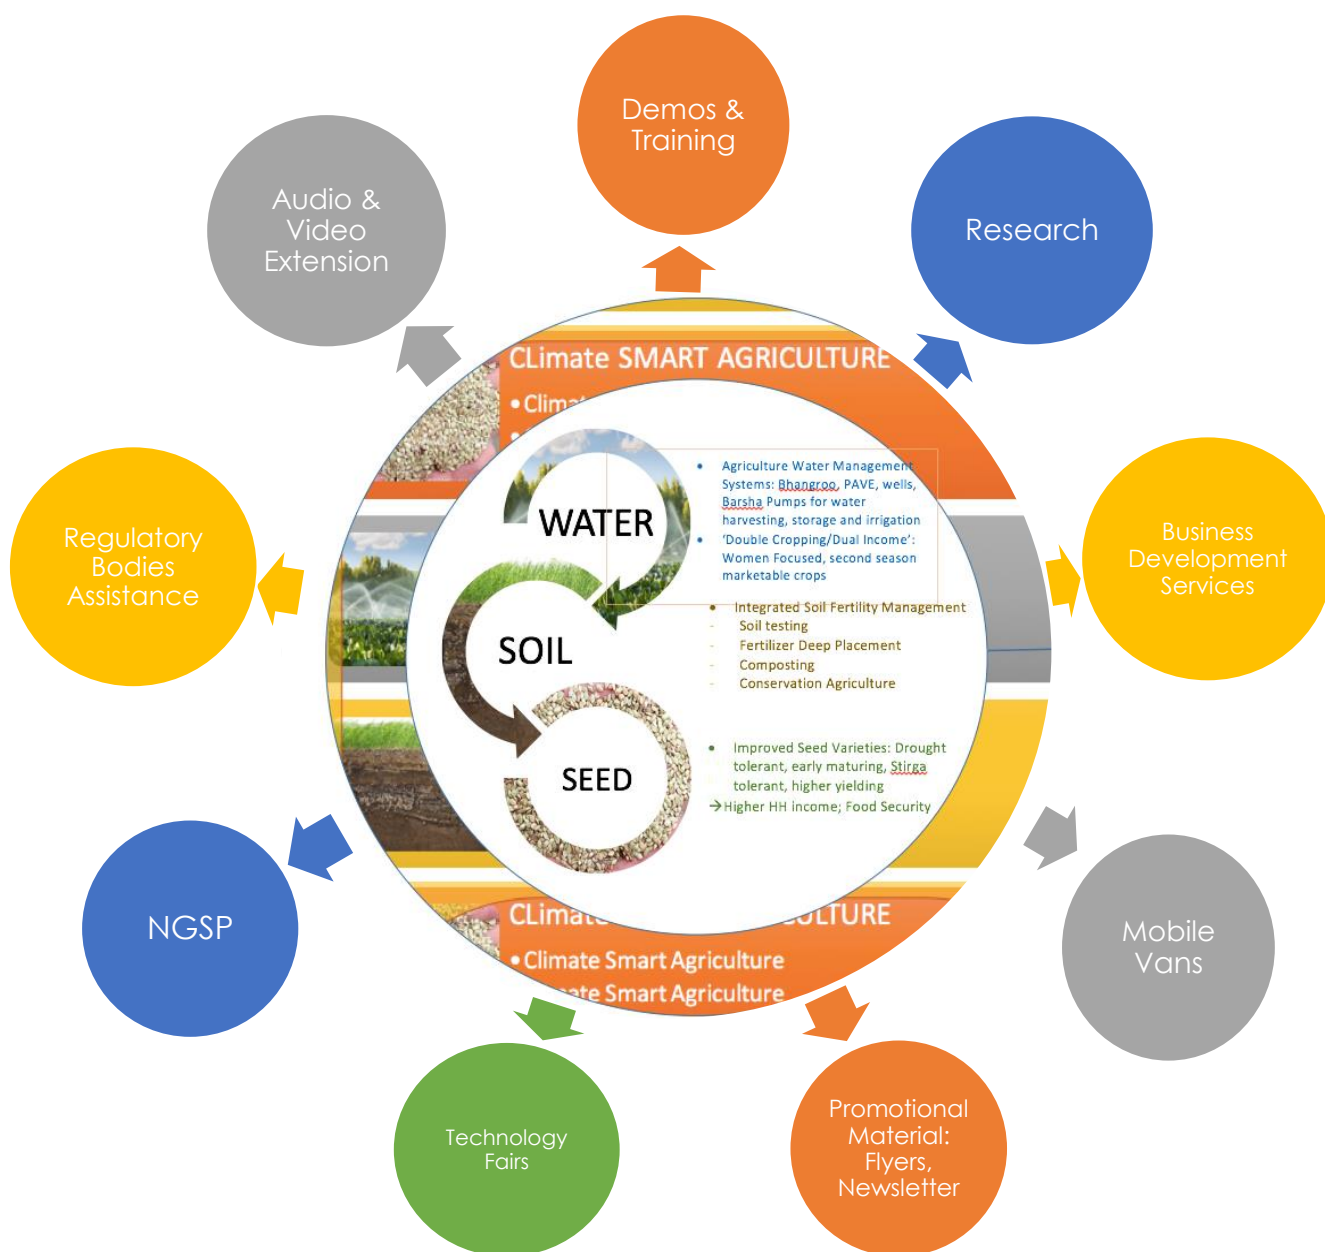 Demos &
Training
Research
Audio &
Video
Extension
CLimate SMART AGRICULTURE
WATER
• Agriculture Water Management
Systems: Bhangroo, PAVE, wells,
Barsha Pumps for water
harvesting, storage and irrigation
• ‘Double Cropping/Dual Income’:
Women Focused, second season
marketable crops
SOIL
• Integrated Soil Fertility Management
- Soil testing
- Fertilizer Deep Placement
- Composting
- Conservation Agriculture
SEED
• Improved Seed Varieties: Drought
tolerant, early maturing, Stirga
tolerant, higher yielding
→Higher HH income; Food Security
• Climate Smart Agriculture
Smart Agriculture
Regulatory
Bodies
Assistance
Business
Development
Services
NGSP
Mobile
Vans
Technology
Fairs
Promotional
Material:
Flyers,
Newsletter